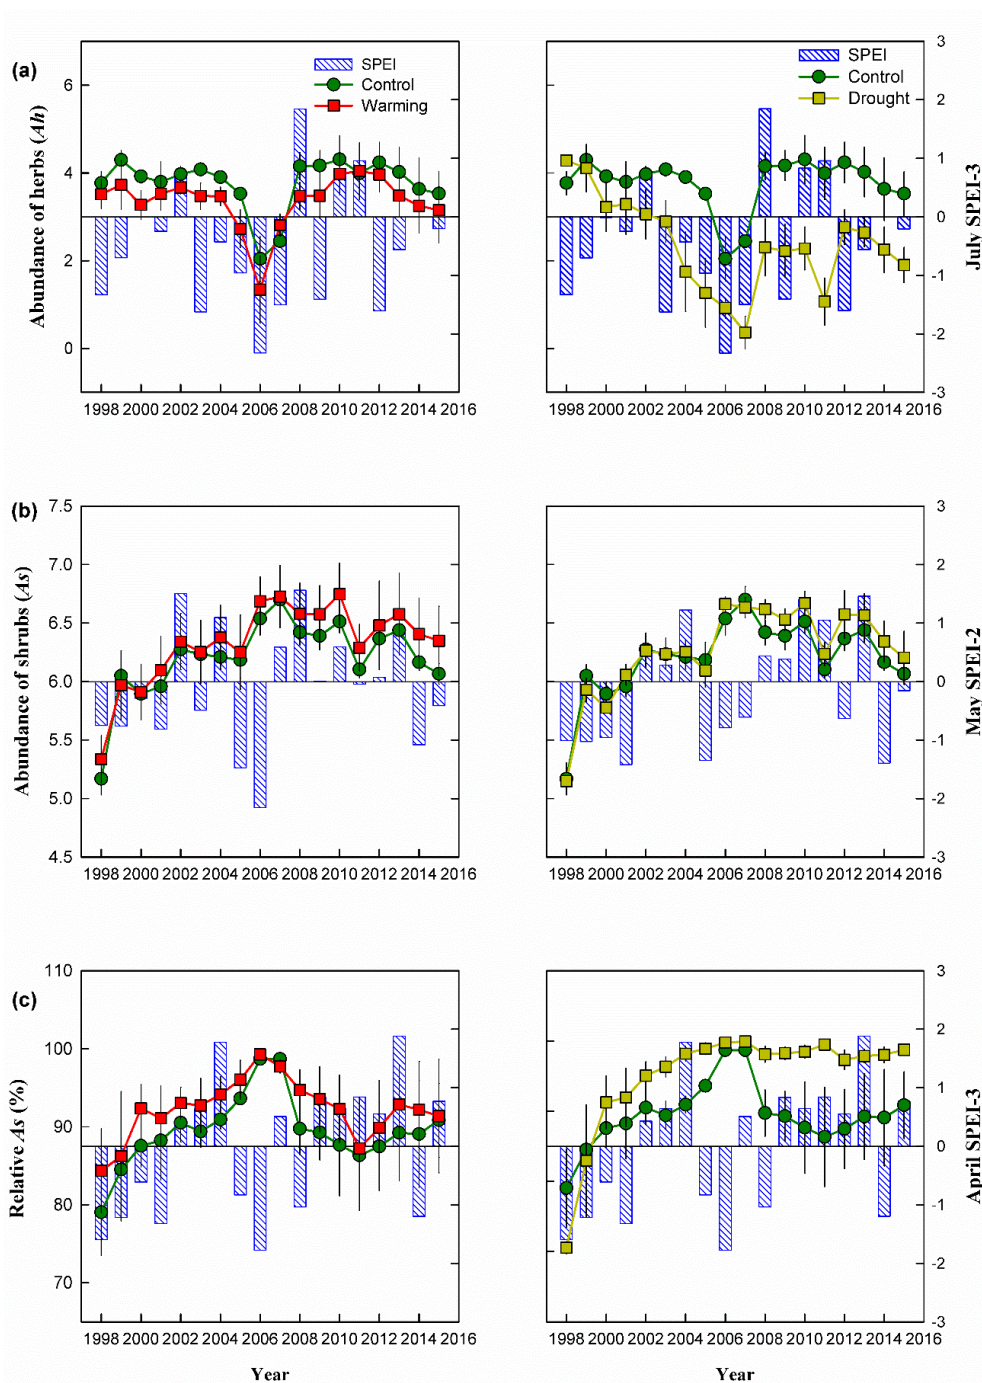 (a)
Abundance of herbs (Ah)
6
4
2
0
SPEI
Control
Warming
1998 2000 2002 2004 2006 2008 2010 2012 2014 2016
SPEI
Control
Drought
1998 2000 2002 2004 2006 2008 2010 2012 2014 2016
3
2
1
0
-1
-2
-3
July SPEI-3
(b)
Abundance of shrubs (As)
7.5
7.0
6.5
6.0
5.5
5.0
4.5
1998 2000 2002 2004 2006 2008 2010 2012 2014 2016
1998 2000 2002 2004 2006 2008 2010 2012 2014 2016
3
2
1
0
-1
-2
-3
May SPEI-2
(c)
Relative As (%)
110
100
90
80
70
1998 2000 2002 2004 2006 2008 2010 2012 2014 2016
Year
1998 2000 2002 2004 2006 2008 2010 2012 2014 2016
Year
3
2
1
0
-1
-2
-3
April SPEI-3